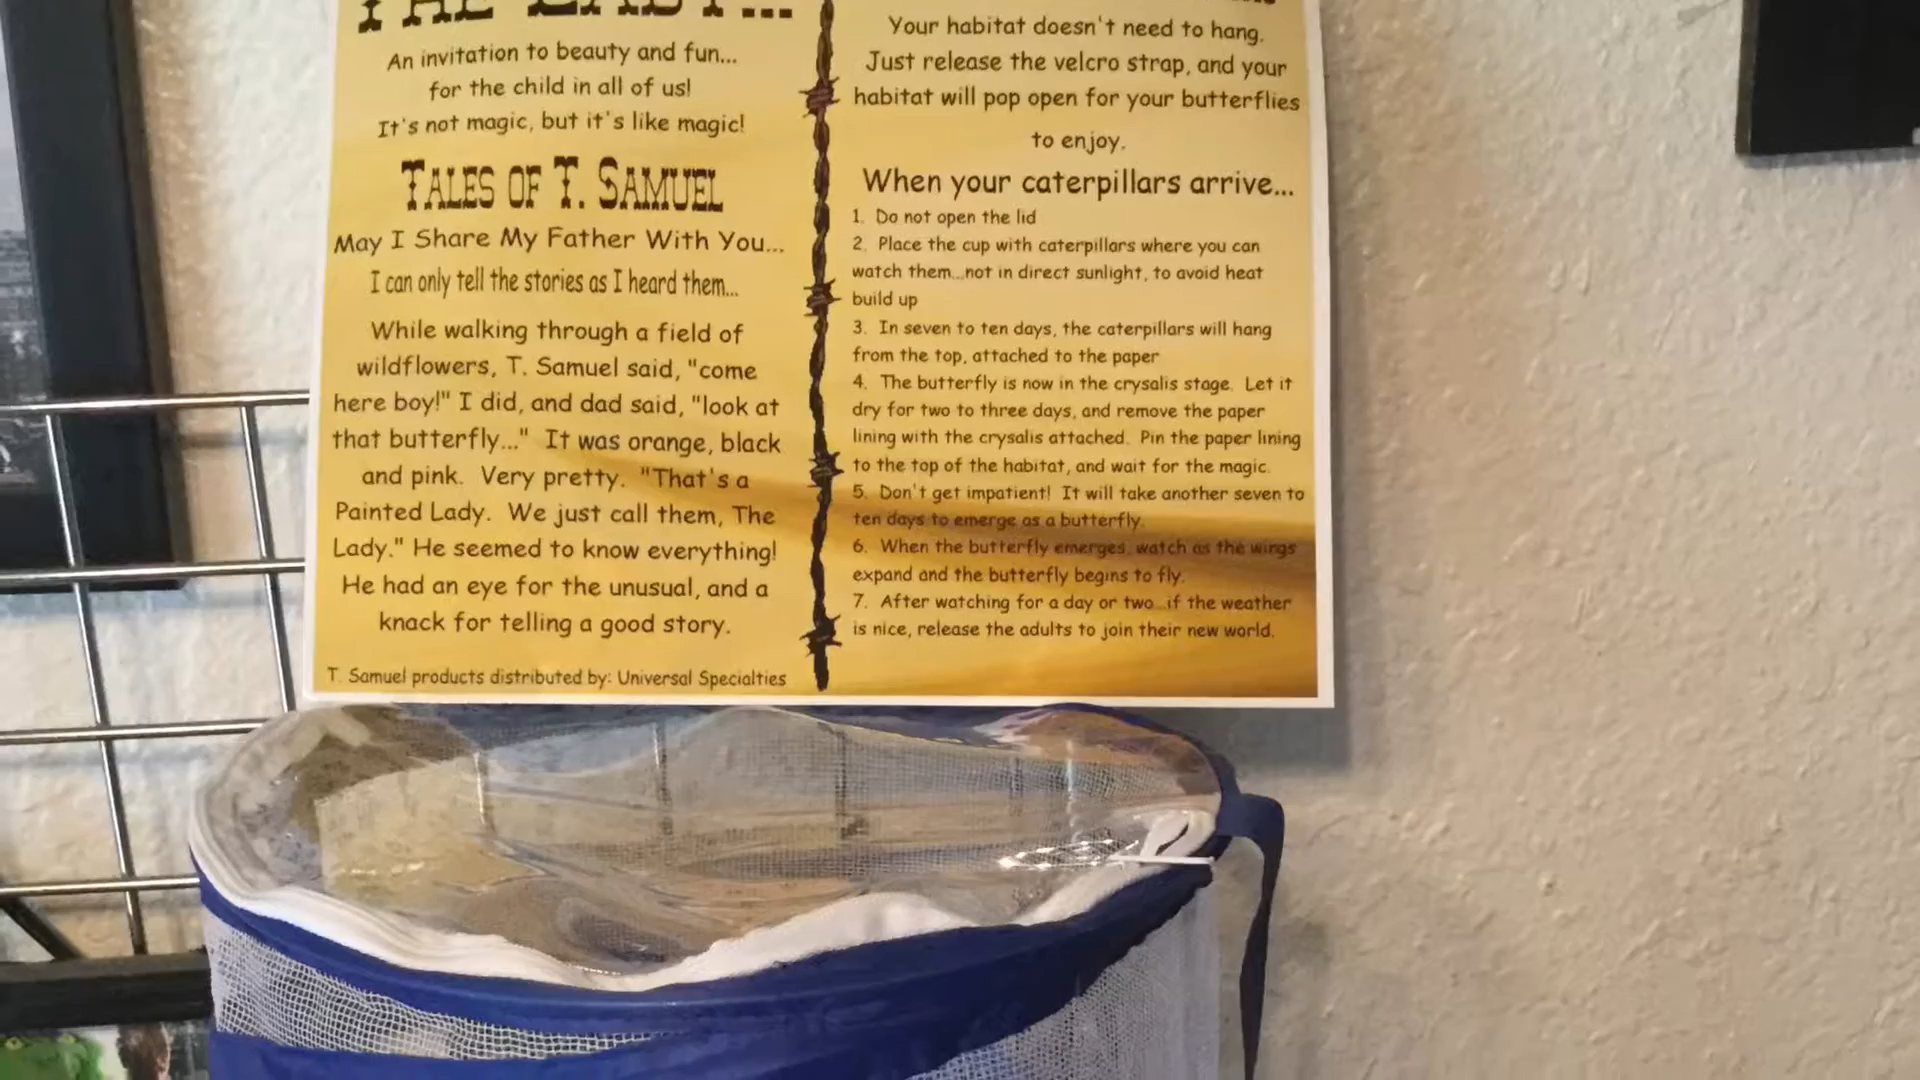 THE LADY...
An invitation to beauty and fun...
for the child in all of us!
It's not magic, but it's like magic!
TALES OF T. SAMUEL
May I Share My Father With You...
I can only tell the stories as I heard them...
While walking through a field of
wildflowers, T. Samuel said, "come
here boy!" I did, and dad said, "look at
that butterfly..." It was orange, black
and pink. Very pretty. "That's a
Painted Lady. We just call them, The
Lady." He seemed to know everything!
He had an eye for the unusual, and a
knack for telling a good story.
T. Samuel products distributed by: Universal Specialties
Your habitat doesn't need to hang.
Just release the velcro strap, and your
habitat will pop open for your butterflies
to enjoy.
When your caterpillars arrive...
1. Do not open the lid
2. Place the cup with caterpillars where you can
watch them...not in direct sunlight, to avoid heat
build up
3. In seven to ten days, the caterpillars will hang
from the top, attached to the paper
4. The butterfly is now in the crysalis stage. Let it
dry for two to three days, and remove the paper
lining with the crysalis attached. Pin the paper lining
to the top of the habitat, and wait for the magic.
5. Don't get impatient! It will take another seven to
ten days to emerge as a butterfly.
6. When the butterfly emerges, watch as the wings
expand and the butterfly begins to fly.
7. After watching for a day or two...if the weather
is nice, release the adults to join their new world.